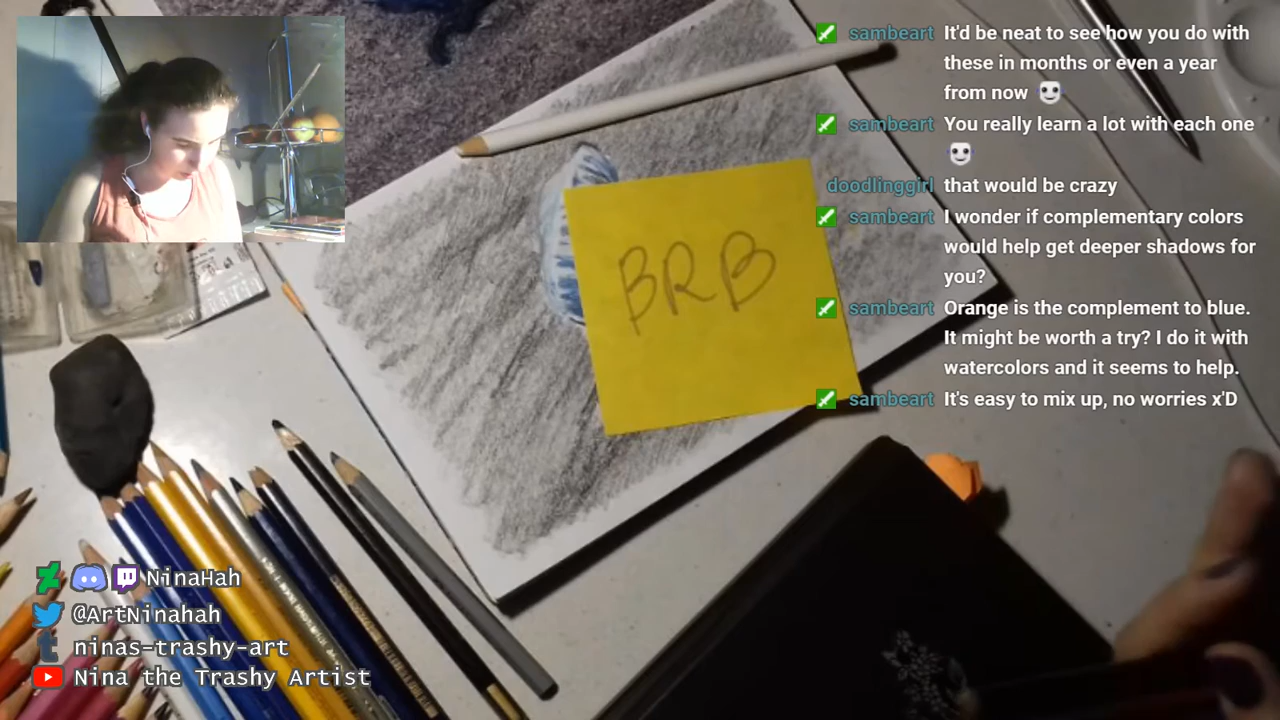 sambeart It'd be neat to see how you do with
these in months or even a year
from now
sambeart You really learn a lot with each one
doodlinggirl that would be crazy
sambeart I wonder if complementary colors
would help get deeper shadows for
you?
sambeart Orange is the complement to blue.
It might be worth a try? I do it with
watercolors and it seems to help.
sambeart It's easy to mix up, no worries x'D
BRB
NinaHah
@ArtNinahah
t ninas-trashy-art
Nina the Trashy Artist